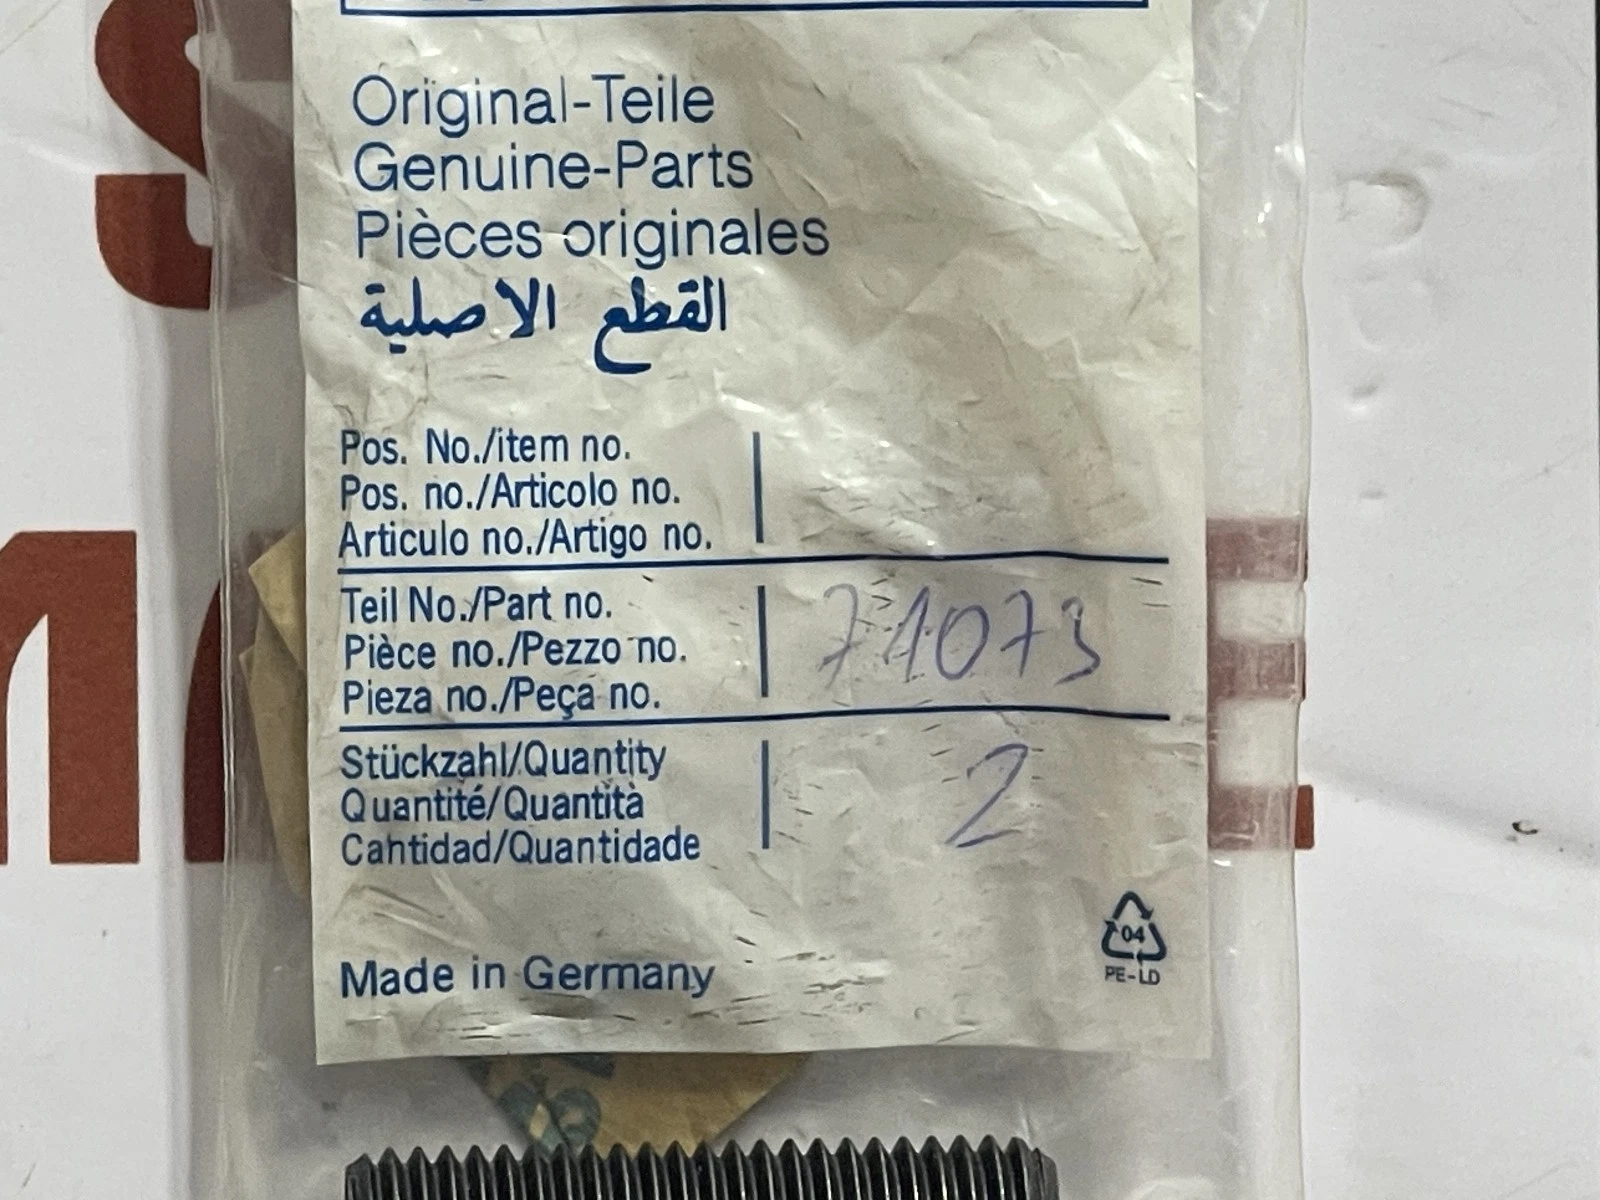 Original-Teile
Genuine-Parts
Pièces originales
القطع الاصلية
Pos. No./item no.
Pos. no./Articolo no.
Articulo no./Artigo no.
Teil No./Part no.
Pièce no./Pezzo no.
Pieza no./Peça no.
71073
Stückzahl/Quantity
Quantité/Quantità
Cahtidad/Quantidade
2
04
PE-LD
Made in Germany